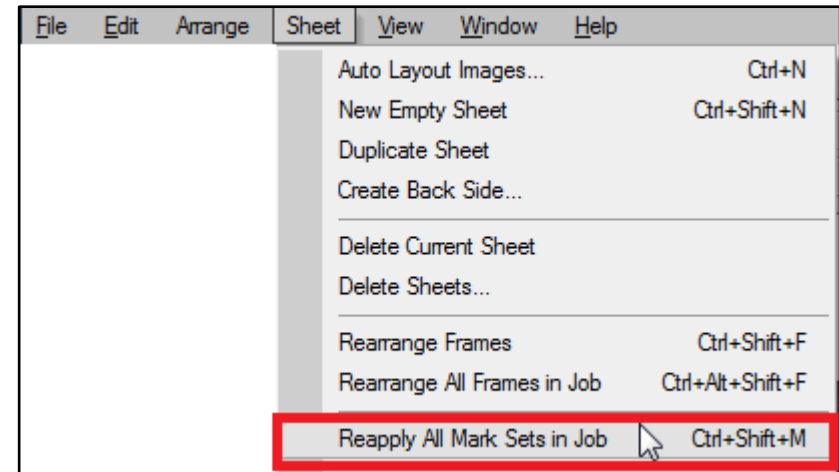 File Edit Arrange Sheet View Window Help
Auto Layout Images... Ctrl+N
New Empty Sheet Ctrl+Shift+N
Duplicate Sheet
Create Back Side...
Delete Current Sheet
Delete Sheets...
Rearrange Frames Ctrl+Shift+F
Rearrange All Frames in Job Ctrl+Alt+Shift+F
Reapply All Mark Sets in Job Ctrl+Shift+M